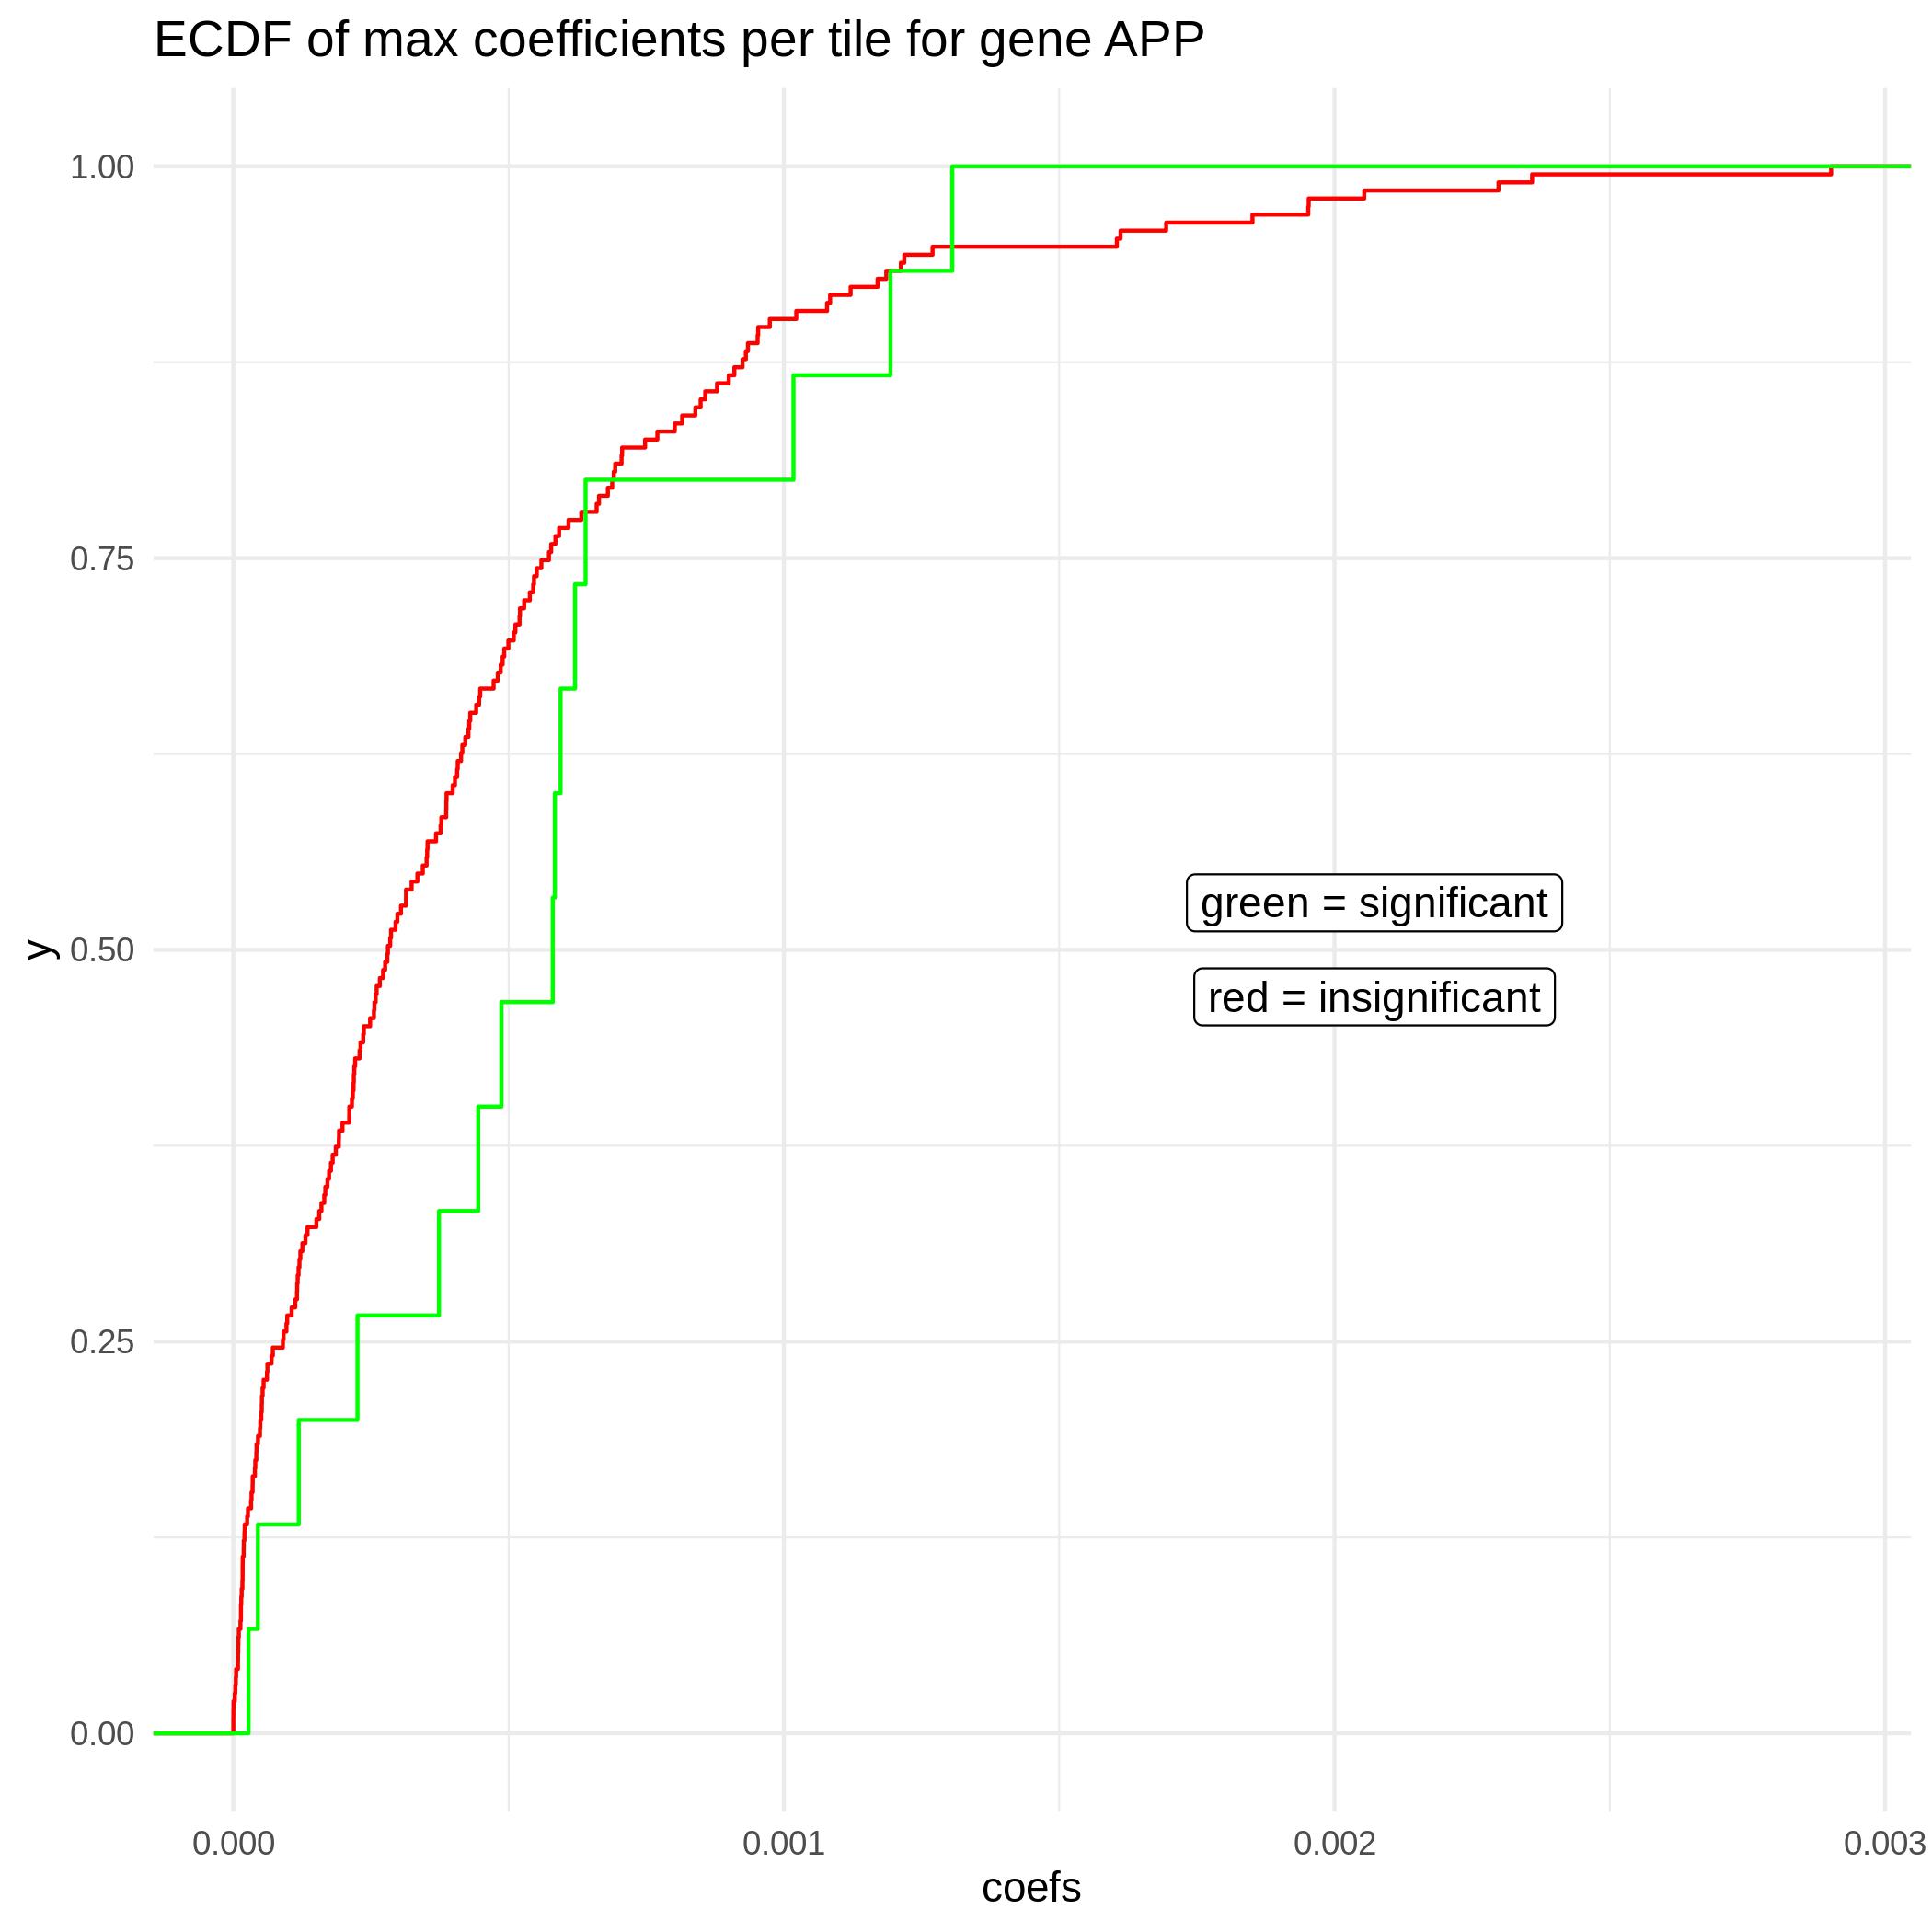 ECDF of max coefficients per tile for gene APP
1.00
0.75
0.50
0.25
0.00
y
green = significant
red = insignificant
0.000
0.001
0.002
0.003
coefs